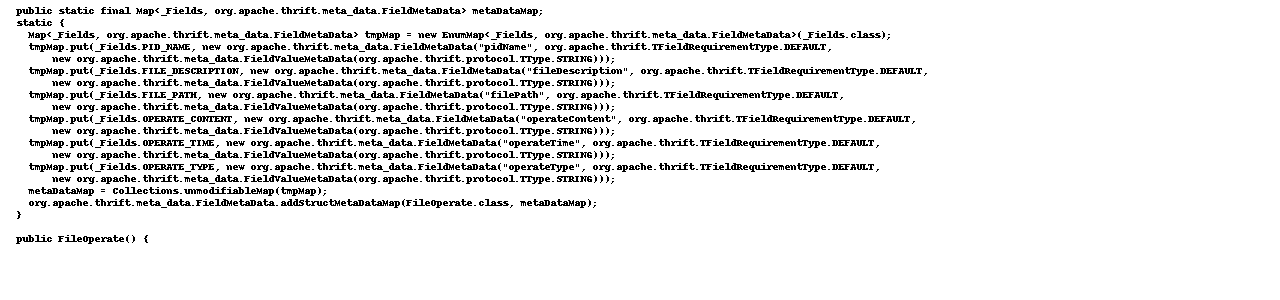 public static final Map<_Fields, org.apache.thrift.meta_data.FieldMetaData> metaDataMap;
static {
Map<_Fields, org.apache.thrift.meta_data.FieldMetaData> tmpMap = new EnumMap<_Fields, org.apache.thrift.meta_data.FieldMetaData>(_Fields.class);
tmpMap.put(_Fields.PID_NAME, new org.apache.thrift.meta_data.FieldMetaData("pidName", org.apache.thrift.TFieldRequirementType.DEFAULT,
new org.apache.thrift.meta_data.FieldValueMetaData(org.apache.thrift.protocol.TType.STRING)));
tmpMap.put(_Fields.FILE_DESCRIPTION, new org.apache.thrift.meta_data.FieldMetaData("fileDescription", org.apache.thrift.TFieldRequirementType.DEFAULT,
new org.apache.thrift.meta_data.FieldValueMetaData(org.apache.thrift.protocol.TType.STRING)));
tmpMap.put(_Fields.FILE_PATH, new org.apache.thrift.meta_data.FieldMetaData("filePath", org.apache.thrift.TFieldRequirementType.DEFAULT,
new org.apache.thrift.meta_data.FieldValueMetaData(org.apache.thrift.protocol.TType.STRING)));
tmpMap.put(_Fields.OPERATE_CONTENT, new org.apache.thrift.meta_data.FieldMetaData("operateContent", org.apache.thrift.TFieldRequirementType.DEFAULT,
new org.apache.thrift.meta_data.FieldValueMetaData(org.apache.thrift.protocol.TType.STRING)));
tmpMap.put(_Fields.OPERATE_TIME, new org.apache.thrift.meta_data.FieldMetaData("operateTime", org.apache.thrift.TFieldRequirementType.DEFAULT,
new org.apache.thrift.meta_data.FieldValueMetaData(org.apache.thrift.protocol.TType.STRING)));
tmpMap.put(_Fields.OPERATE_TYPE, new org.apache.thrift.meta_data.FieldMetaData("operateType", org.apache.thrift.TFieldRequirementType.DEFAULT,
new org.apache.thrift.meta_data.FieldValueMetaData(org.apache.thrift.protocol.TType.STRING)));
metaDataMap = Collections.unmodifiableMap(tmpMap);
org.apache.thrift.meta_data.FieldMetaData.addStructMetaDataMap(FileOperate.class, metaDataMap);
}
public FileOperate() {